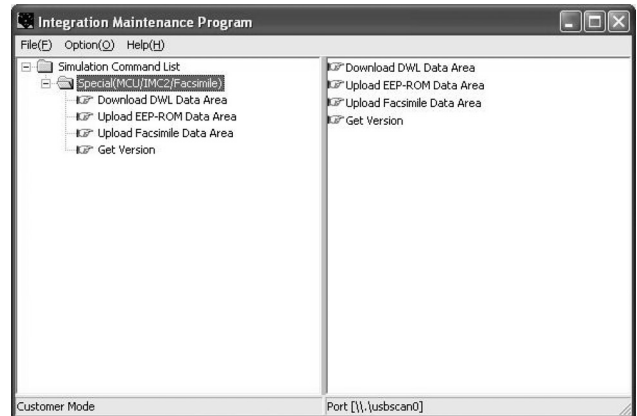 Integration Maintenance Program
File(F) Option(O) Help(H)
Simulation Command List
Special(MCU/IMC2/Facsimile)
Download DWL Data Area
Upload EEP-ROM Data Area
Upload Facsimile Data Area
Get Version
Download DWL Data Area
Upload EEP-ROM Data Area
Upload Facsimile Data Area
Get Version
Customer Mode
Port [\\.\usbscan0]